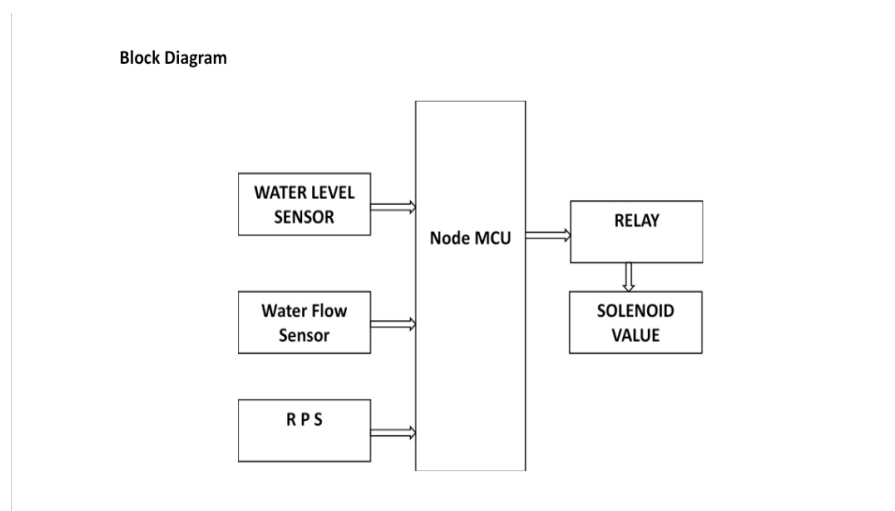 Block Diagram
WATER LEVEL
SENSOR
Node MCU
RELAY
Water Flow
Sensor
SOLENOID
VALUE
R P S